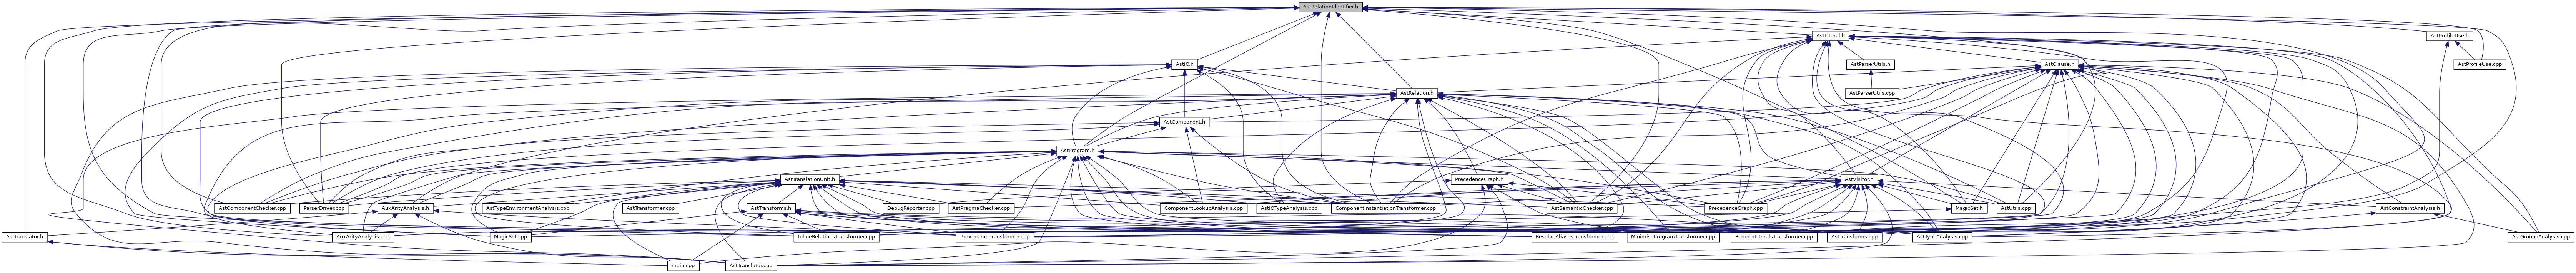 AstRelationIdentifier.h
AstLiteral.h
AstProfileUse.h
AstIO.h
AstParserUtils.h
AstClause.h
AstProfileUse.cpp
AstRelation.h
AstParserUtils.cpp
AstComponent.h
AstProgram.h
AstTranslationUnit.h
PrecedenceGraph.h
AstVisitor.h
AstComponentChecker.cpp
ParserDriver.cpp
AuxArityAnalysis.h
AstTypeEnvironmentAnalysis.cpp
AstTransformer.cpp
AstTransforms.h
DebugReporter.cpp
AstPragmaChecker.cpp
ComponentLookupAnalysis.cpp
AstIOTypeAnalysis.cpp
ComponentInstantiationTransformer.cpp
AstSemanticChecker.cpp
PrecedenceGraph.cpp
MagicSet.h
AstUtils.cpp
AstConstraintAnalysis.h
AstTranslator.h
AuxArityAnalysis.cpp
MagicSet.cpp
InlineRelationsTransformer.cpp
ProvenanceTransformer.cpp
ResolveAliasesTransformer.cpp
MinimiseProgramTransformer.cpp
ReorderLiteralsTransformer.cpp
AstTransforms.cpp
AstTypeAnalysis.cpp
AstGroundAnalysis.cpp
main.cpp
AstTranslator.cpp